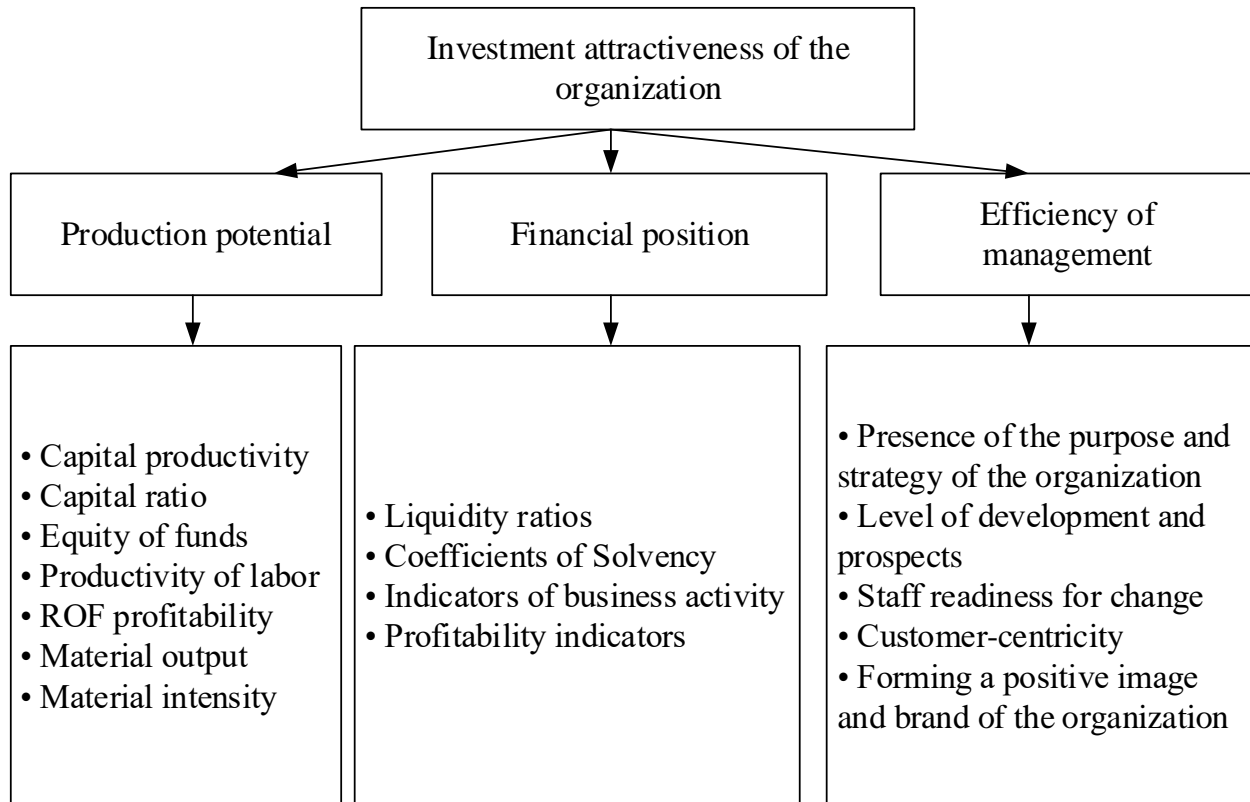 Investment attractiveness of the
organization
Production potential
Financial position
Efficiency of
management
• Capital productivity
• Capital ratio
• Equity of funds
• Productivity of labor
• ROF profitability
• Material output
• Material intensity
• Liquidity ratios
• Coefficients of Solvency
• Indicators of business activity
• Profitability indicators
• Presence of the purpose and
strategy of the organization
• Level of development and
prospects
• Staff readiness for change
• Customer-centricity
• Forming a positive image
and brand of the organization